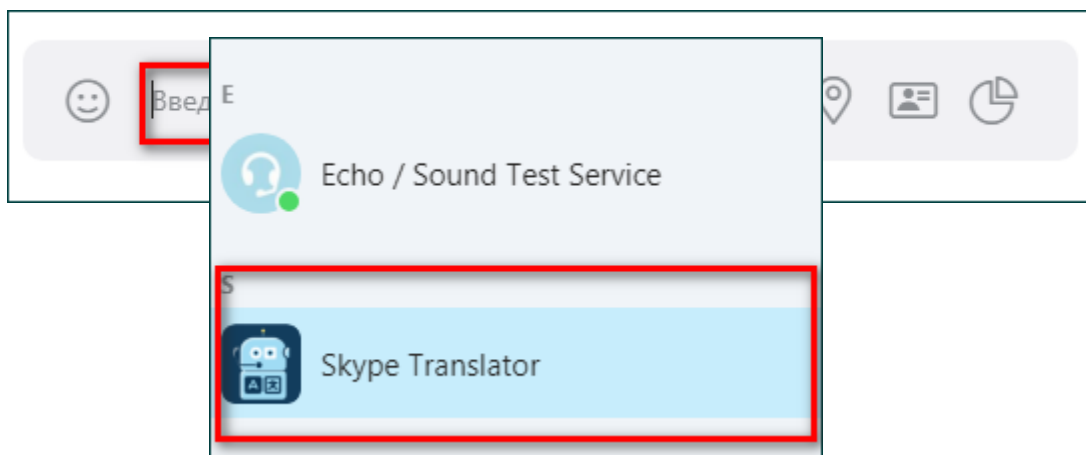 Введ
E
Echo / Sound Test Service
S
Skype Translator